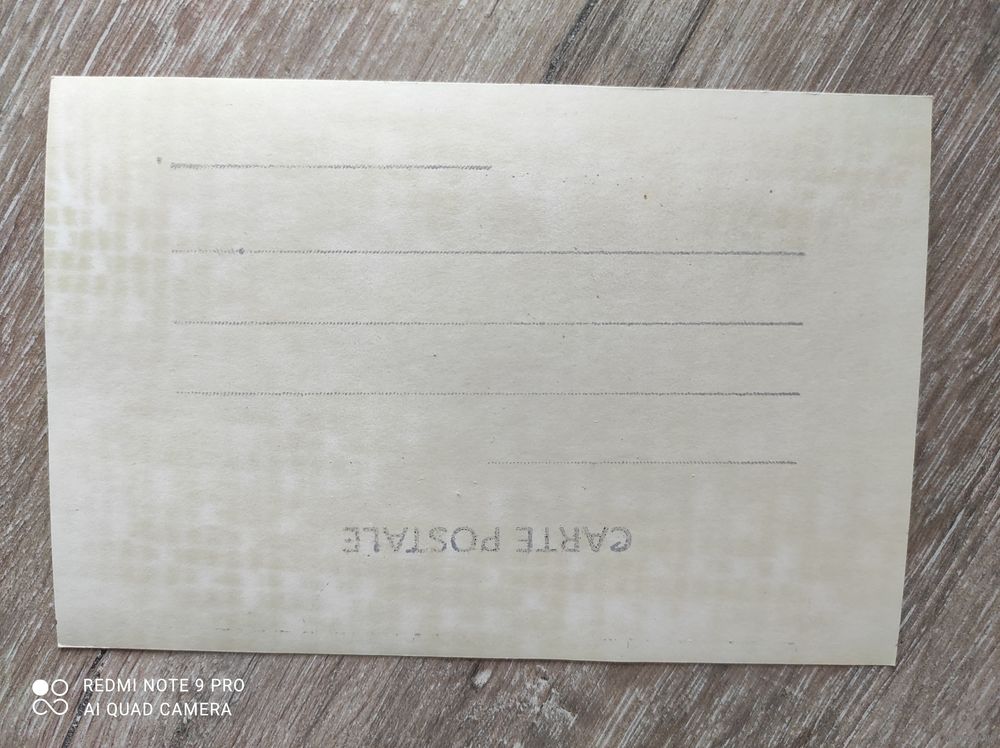 CARTE POSTALE
REDMI NOTE 9 PRO
AI QUAD CAMERA